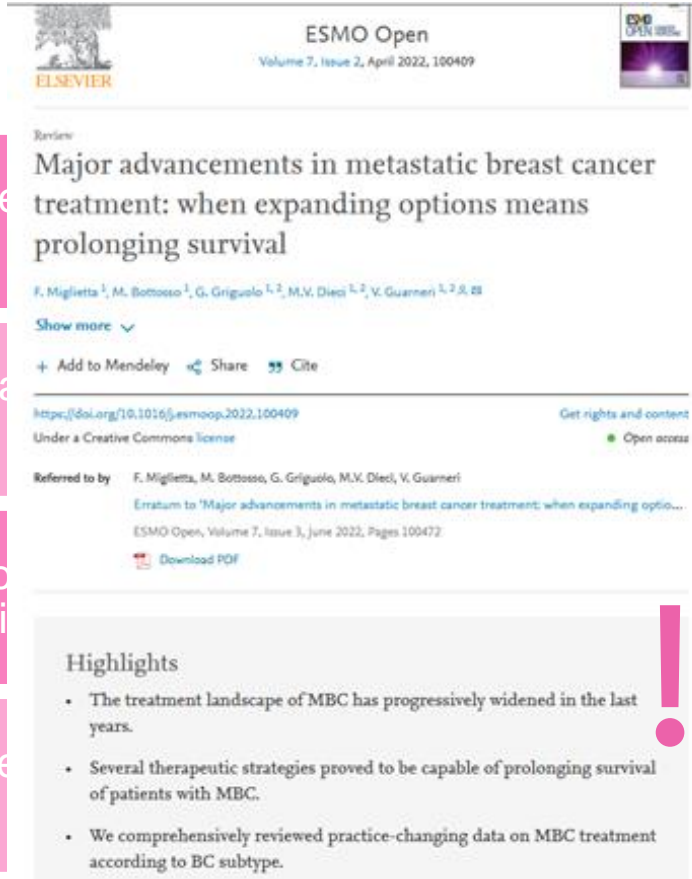 ESMO Open
Volume 7, Issue 2, April 2022, 100409
ELSEVIER
Review
Major advancements in metastatic breast cancer
treatment: when expanding options means
prolonging survival
F. Miglietta 1, M. Bottosso 1, G. Griguolo 1, 2, M.V. Dieci 1, 2, V. Guarneri 1, 2
Show more
+ Add to Mendeley Share Cite
https://doi.org/10.1016/j.esmoop.2022.100409 Get rights and content
Under a Creative Commons license Open access
Referred to by F. Miglietta, M. Bottosso, G. Griguolo, M.V. Dieci, V. Guarneri
Erratum to 'Major advancements in metastatic breast cancer treatment: when expanding optio...
ESMO Open, Volume 7, Issue 3, June 2022, Pages 100472
Download PDF
!
Highlights
• The treatment landscape of MBC has progressively widened in the last
years.
• Several therapeutic strategies proved to be capable of prolonging survival
of patients with MBC.
• We comprehensively reviewed practice-changing data on MBC treatment
according to BC subtype.